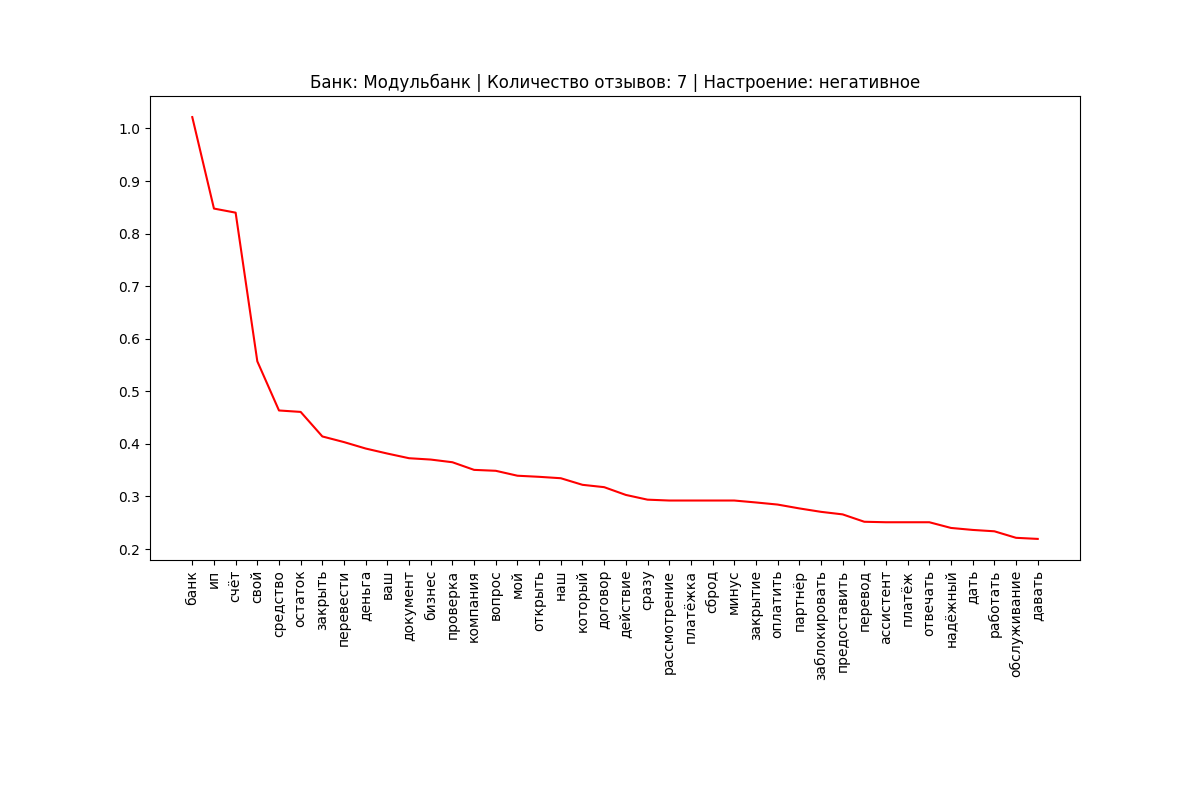 Банк: Модульбанк | Количество отзывов: 7 | Настроение: негативное
1.0
0.9
0.8
0.7
0.6
0.5
0.4
0.3
0.2
банк
ип
счёт
свой
средство
остаток
закрыть
перевести
деньга
ваш
документ
бизнес
проверка
компания
вопрос
мой
открыть
наш
который
договор
действие
сразу
рассмотрение
платёжка
сброд
минус
закрытие
оплатить
партнёр
заблокировать
предоставить
перевод
ассистент
платёж
отвечать
надёжный
дать
работать
обслуживание
давать